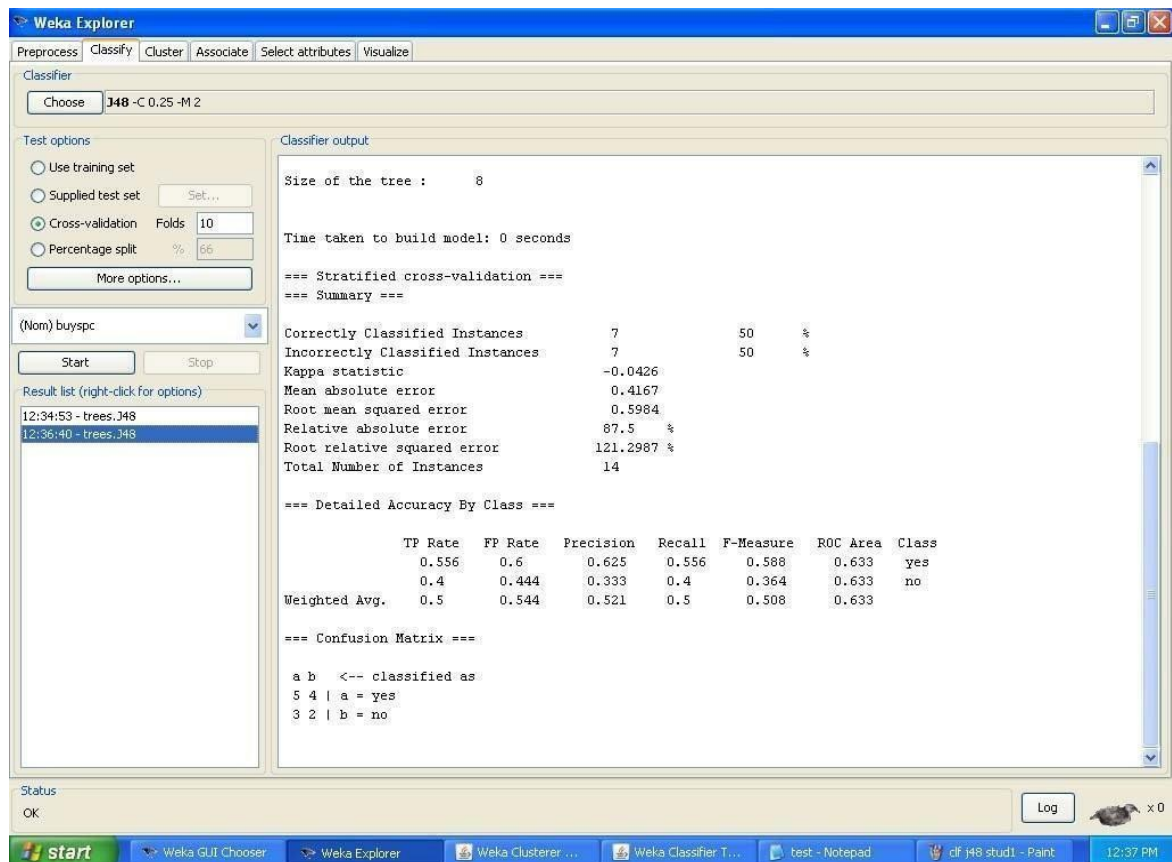 Weka Explorer
Preprocess Classify Cluster Associate Select attributes Visualize
Classifier
Choose J48 -C 0.25 -M 2
Test options
Use training set
Supplied test set Set...
Cross-validation Folds 10
Percentage split % 66
More options...
(Nom) buyspc
Start Stop
Result list (right-click for options)
12:34:53 - trees.J48
12:36:40 - trees.J48
Classifier output
Size of the tree : 8
Time taken to build model: 0 seconds
=== Stratified cross-validation ===
=== Summary ===
Correctly Classified Instances 7 50 %
Incorrectly Classified Instances 7 50 %
Kappa statistic -0.0426
Mean absolute error 0.4167
Root mean squared error 0.5984
Relative absolute error 87.5 %
Root relative squared error 121.2987 %
Total Number of Instances 14
=== Detailed Accuracy By Class ===
TP Rate FP Rate Precision Recall F-Measure ROC Area Class
0.556 0.6 0.625 0.556 0.588 0.633 yes
0.4 0.444 0.333 0.4 0.364 0.633 no
Weighted Avg. 0.5 0.544 0.521 0.5 0.508 0.633
=== Confusion Matrix ===
a b <-- classified as
5 4 | a = yes
3 2 | b = no
Status
OK
Log x 0
start Weka GUI Chooser Weka Explorer Weka Clusterer ... Weka Classifier T... test - Notepad clf j48 stud1 - Paint 12:37 PM